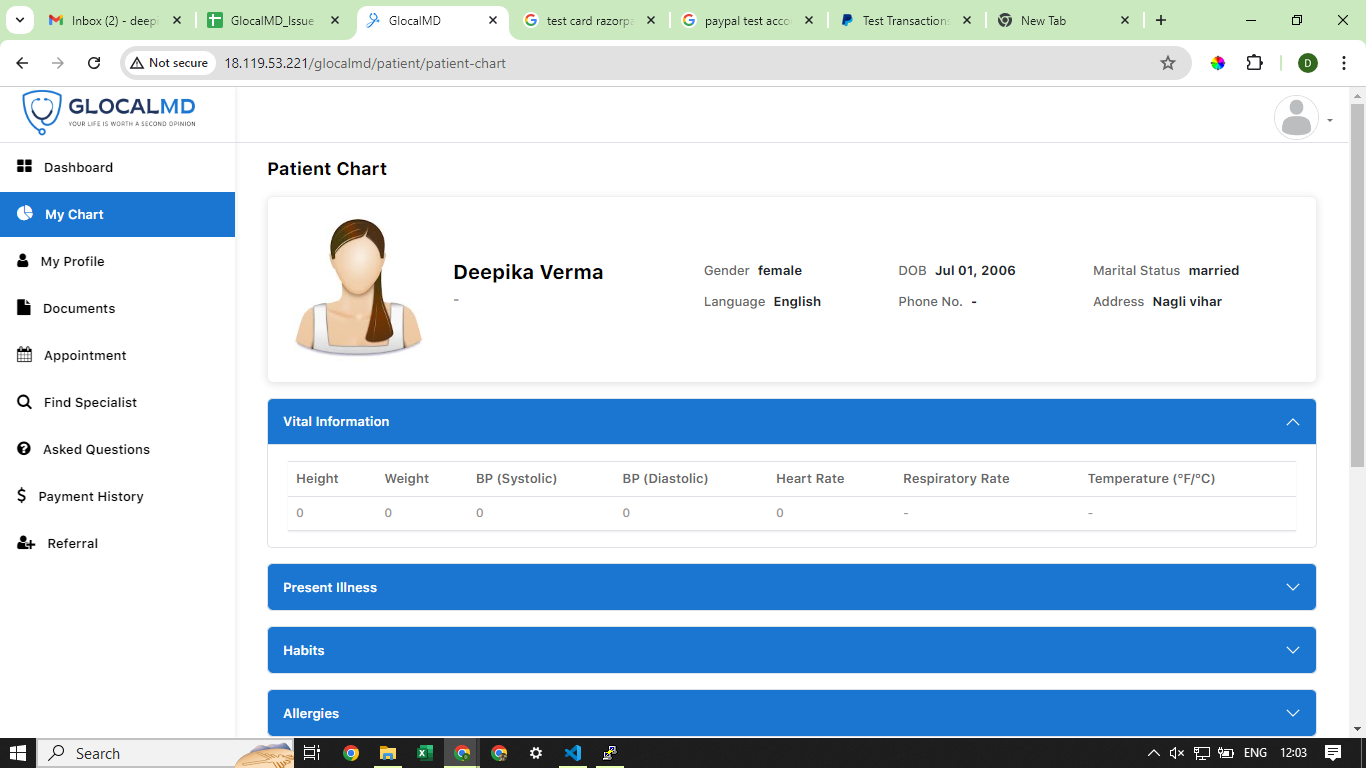 Inbox (2) - deepi
GlocalMD_Issue
GlocalMD
test card razorpa
paypal test acco
Test Transactions
New Tab
Not secure
18.119.53.221/glocalmd/patient/patient-chart
D
GLOCALMD
YOUR LIFE IS WORTH A SECOND OPINION
Dashboard
My Chart
My Profile
Documents
Appointment
Find Specialist
Asked Questions
Payment History
Referral
Patient Chart
Deepika Verma
-
Gender female
DOB Jul 01, 2006
Marital Status married
Language English
Phone No. -
Address Nagli vihar
Vital Information
Height Weight BP (Systolic) BP (Diastolic) Heart Rate Respiratory Rate Temperature (°F/°C)
0 0 0 0 0 - -
Present Illness
Habits
Allergies
Search
ENG
12:03